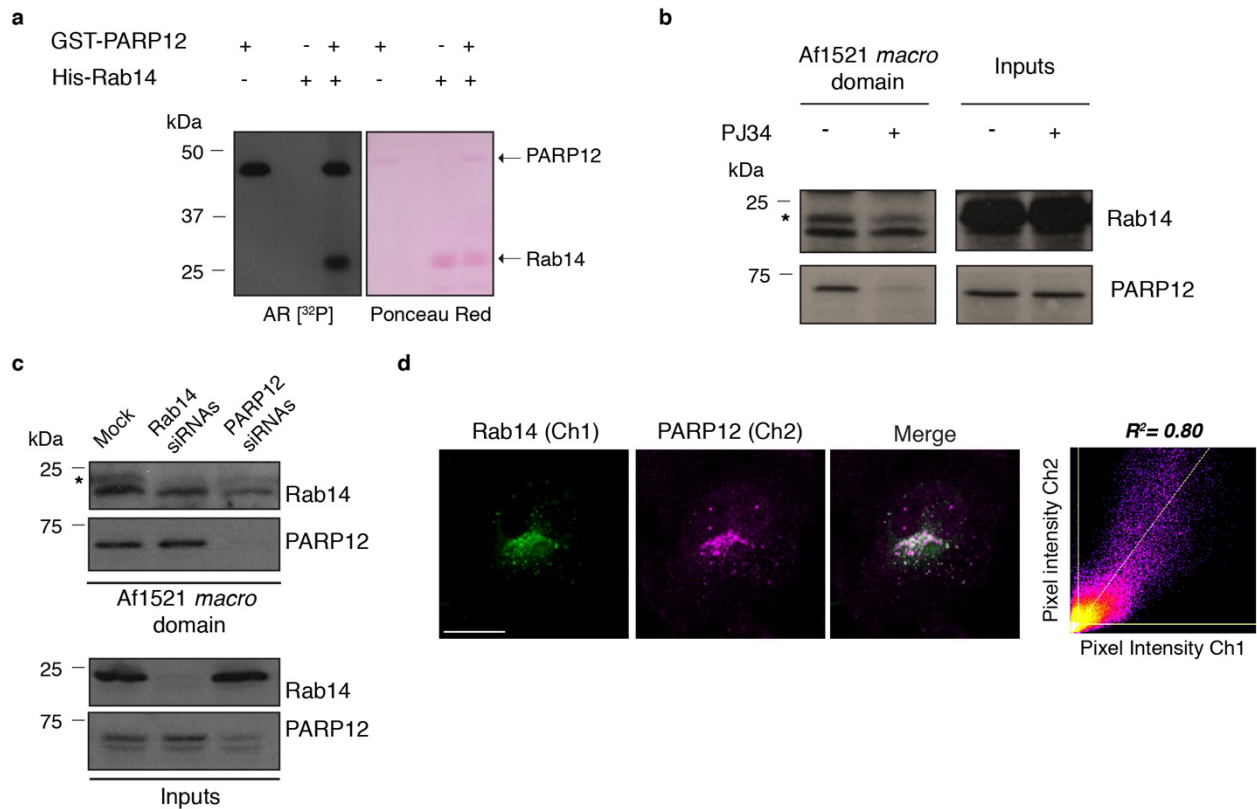 a
GST-PARP12 + - + + - +
His-Rab14 - + + - + +
kDa
50
PARP12
37
Rab14
25
AR [³²P]
Ponceau Red
b
Af1521 macro
domain
Inputs
PJ34 - + - +
kDa
25
*
Rab14
75
PARP12
c
Mock
Rab14
siRNAs
PARP12
siRNAs
kDa
25
*
Rab14
75
PARP12
Af1521 macro
domain
25
Rab14
75
PARP12
Inputs
d
Rab14 (Ch1)
PARP12 (Ch2)
Merge
R²= 0.80
Pixel intensity Ch2
Pixel Intensity Ch1